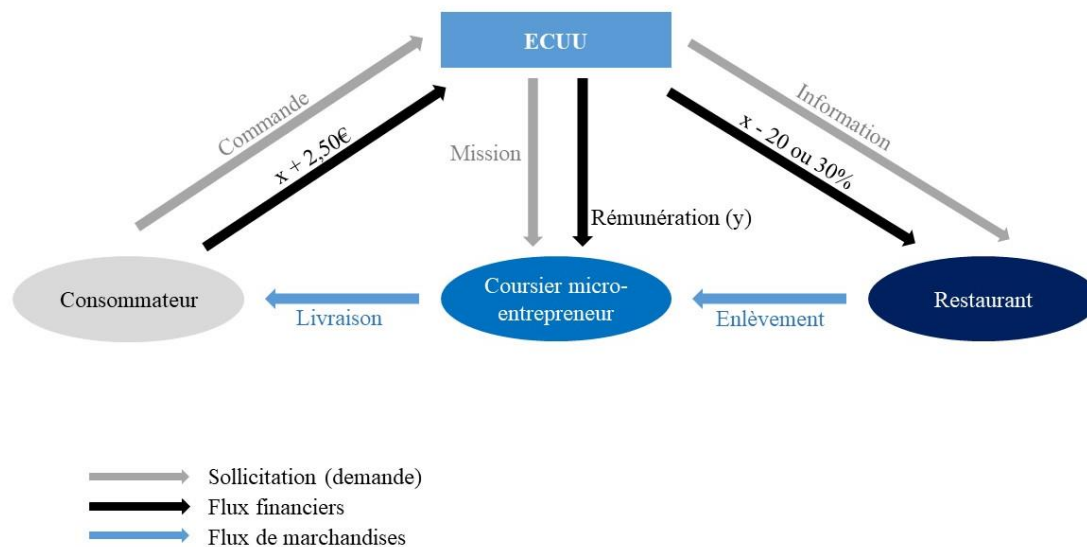 ECUU
Commande
x + 2,50€
Mission
Rémunération (y)
Information
x - 20 ou 30%
Consommateur
Livraison
Coursier micro-
entrepreneur
Enlèvement
Restaurant
Sollicitation (demande)
Flux financiers
Flux de marchandises